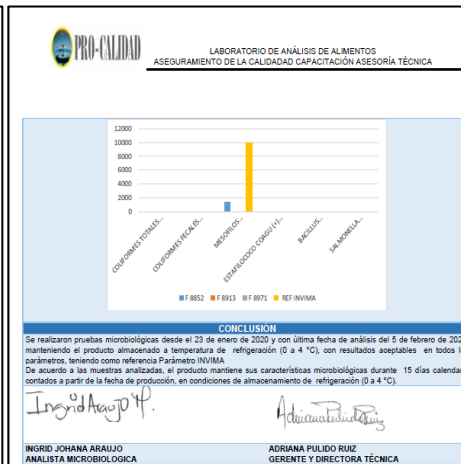 PRO-CALIDAD
LABORATORIO DE ANÁLISIS DE ALIMENTOS
ASEGURAMIENTO DE LA CALIDADAD CAPACITACIÓN ASESORÍA TÉCNICA
12000
10000
8000
6000
4000
2000
0
COLIFORMES TOTALES...
COLIFORMES FECALES...
MESOFILOS...
ESTAFILOCOCO COAGU (+)...
BACILLUS...
SALMONELLA...
F 8852 F 8913 F 8971 REF INVIMA
CONCLUSIÓN
Se realizaron pruebas microbiológicas desde el 23 de enero de 2020 y con última fecha de análisis del 5 de febrero de 202
manteniendo el producto almacenado a temperatura de refrigeración (0 a 4 °C), con resultados aceptables en todos l
parámetros, teniendo como referencia Parámetro INVIMA
De acuerdo a las muestras analizadas, el producto mantiene sus características microbiológicas durante 15 días calendar
contados a partir de la fecha de producción, en condiciones de almacenamiento de refrigeración (0 a 4 °C).
Ingrid Araujo
Adriana Pulido Ruiz
INGRID JOHANA ARAUJO ADRIANA PULIDO RUIZ
ANALISTA MICROBIOLOGICA GERENTE Y DIRECTORA TÉCNICA